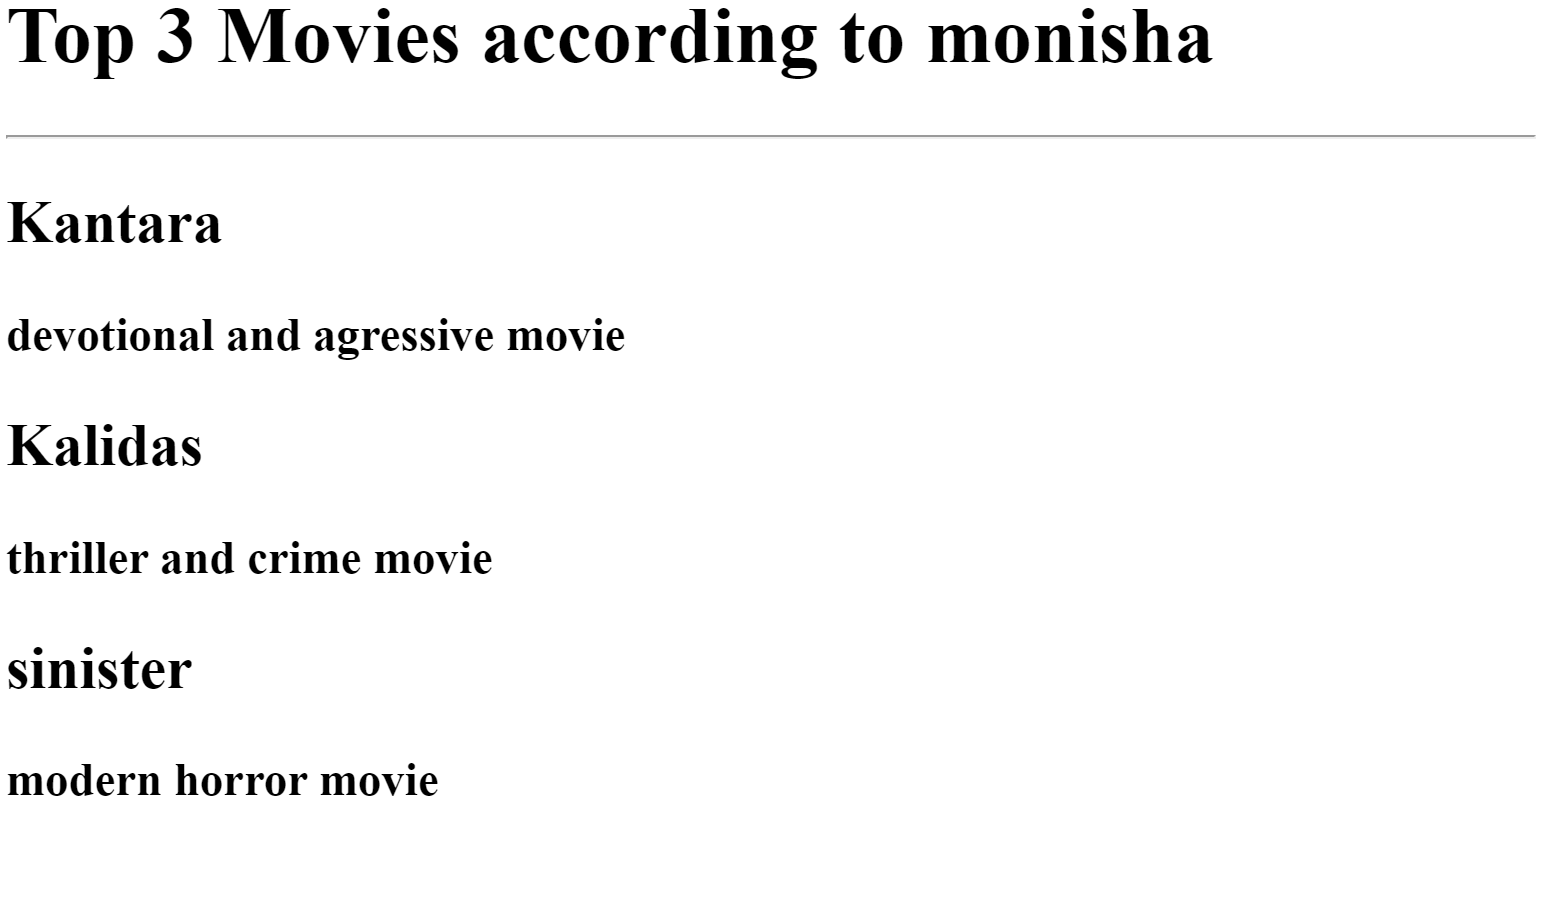 Top 3 Movies according to monisha
Kantara
devotional and agressive movie
Kalidas
thriller and crime movie
sinister
modern horror movie